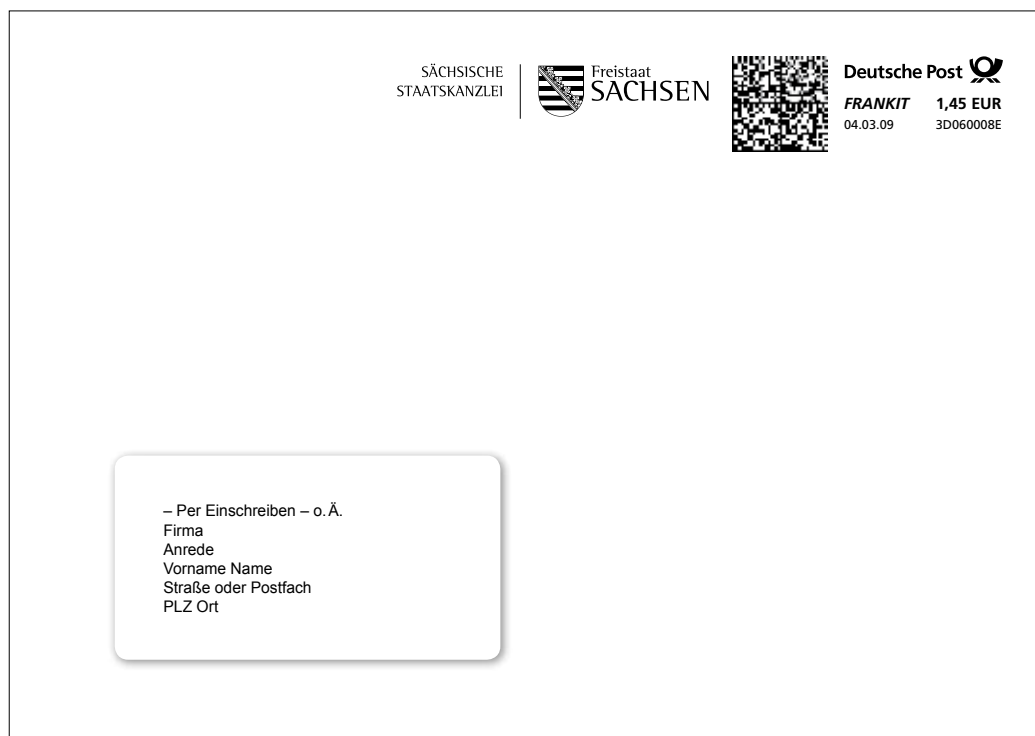 SÄCHSISCHE
STAATSKANZLEI
Freistaat
SACHSEN
Deutsche Post
FRANKIT 1,45 EUR
04.03.09 3D060008E
– Per Einschreiben – o. Ä.
Firma
Anrede
Vorname Name
Straße oder Postfach
PLZ Ort